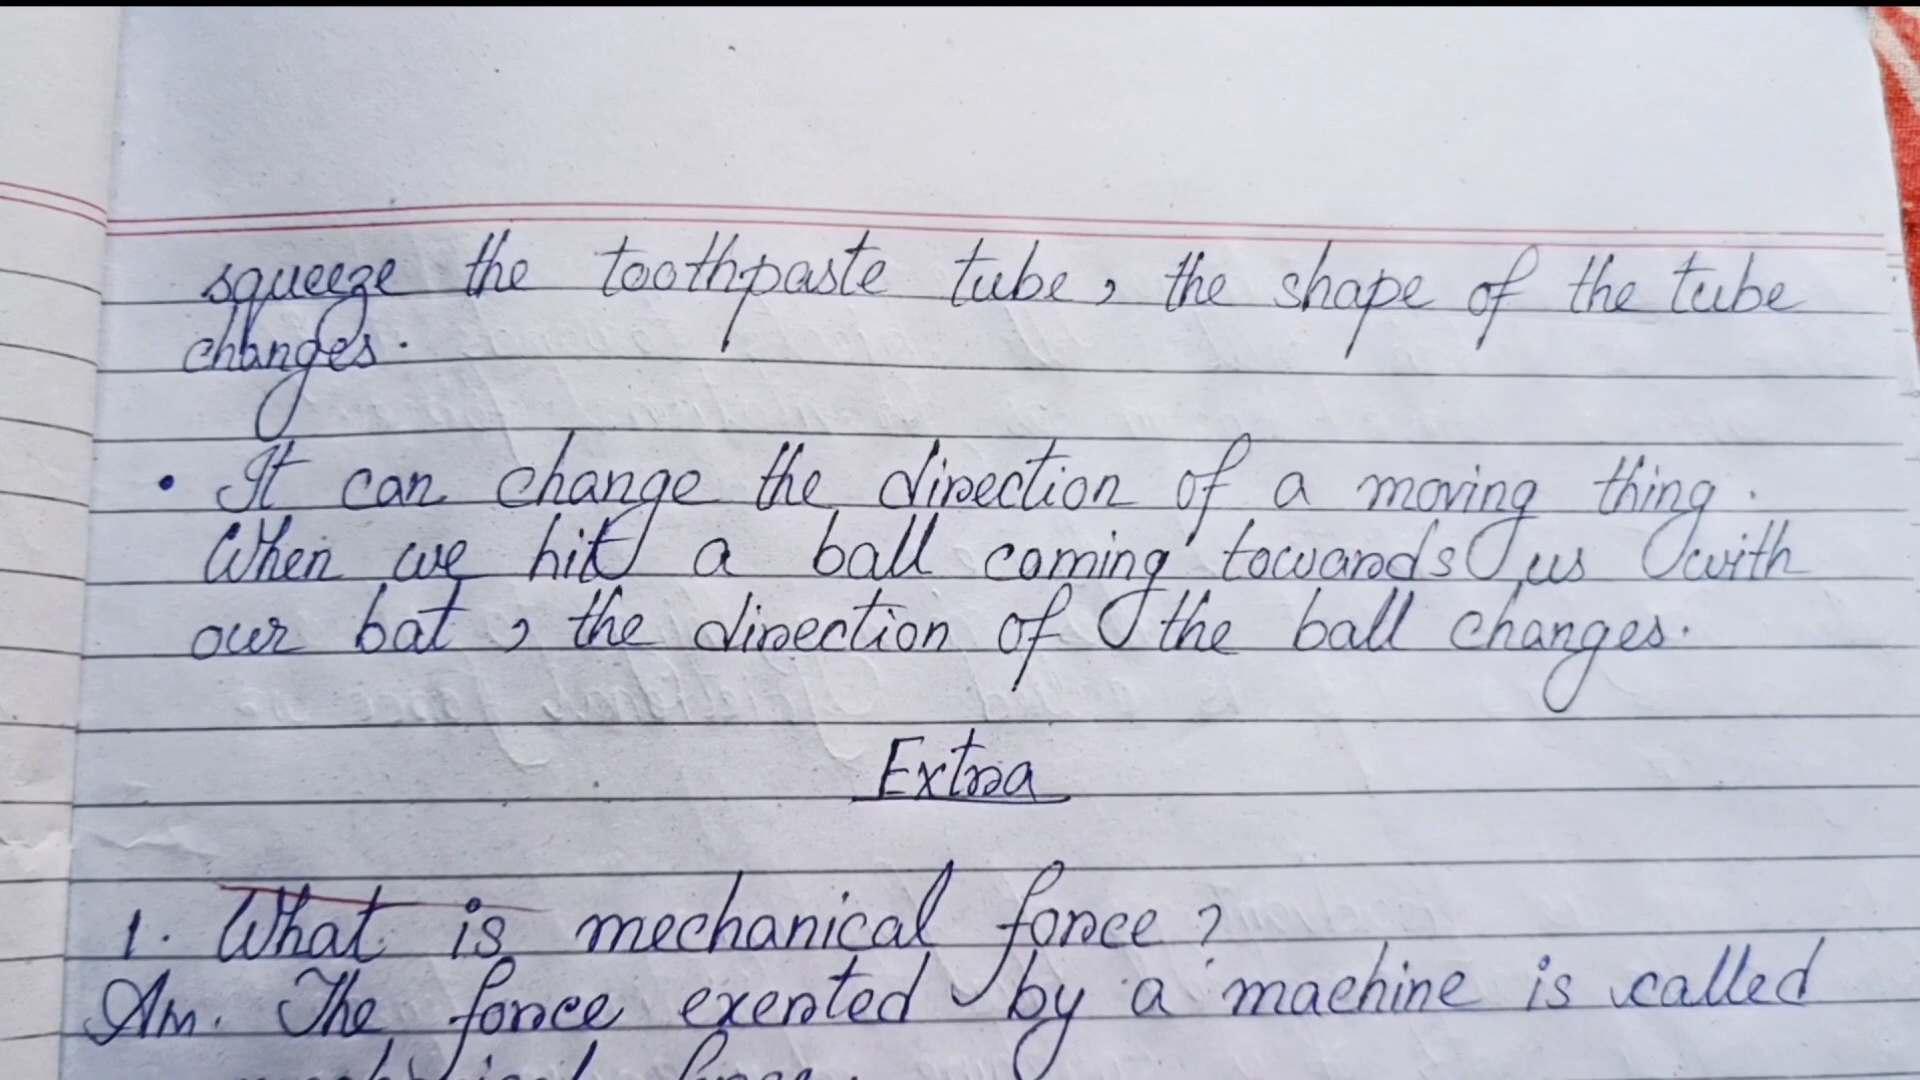 squeeze the toothpaste tube, the shape of the tube
changes.
• It can change the direction of a moving thing.
When we hit a ball coming towards us with
our bat, the direction of the ball changes.
Extra
1. What is mechanical force?
Ans. The force exerted by a machine is called
mechanical force.